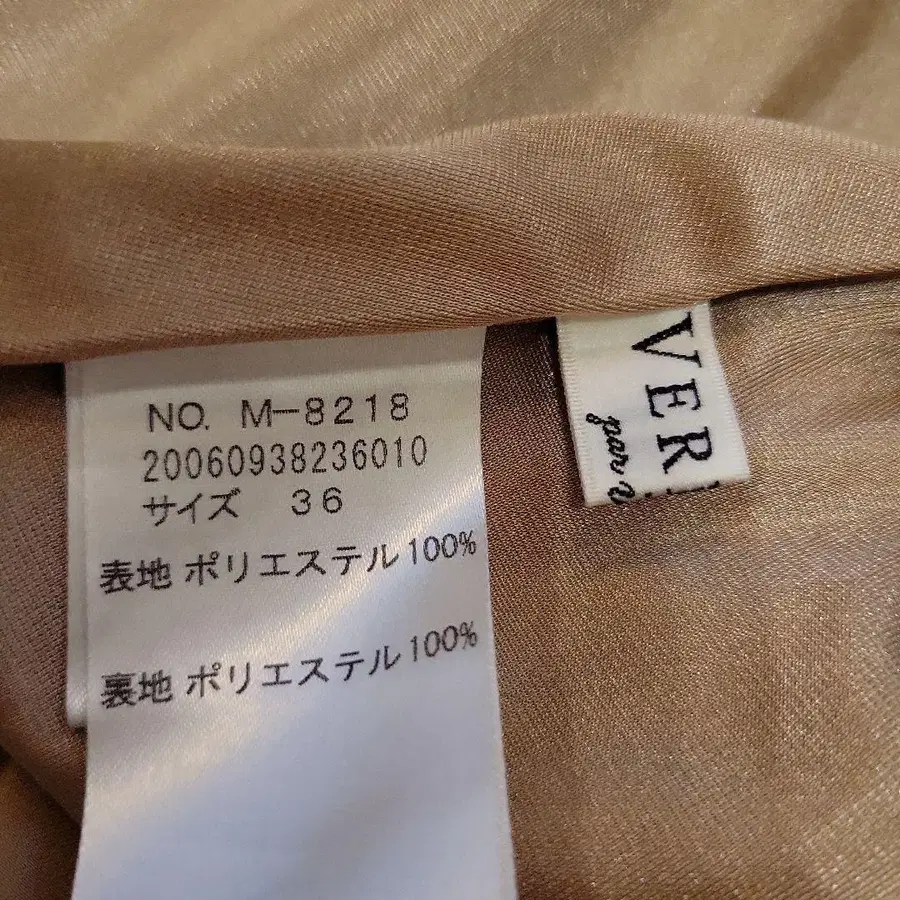 NO. M-8218
20060938236010
サイズ 36
表地 ポリエステル100%
裏地 ポリエステル100%
VER
par